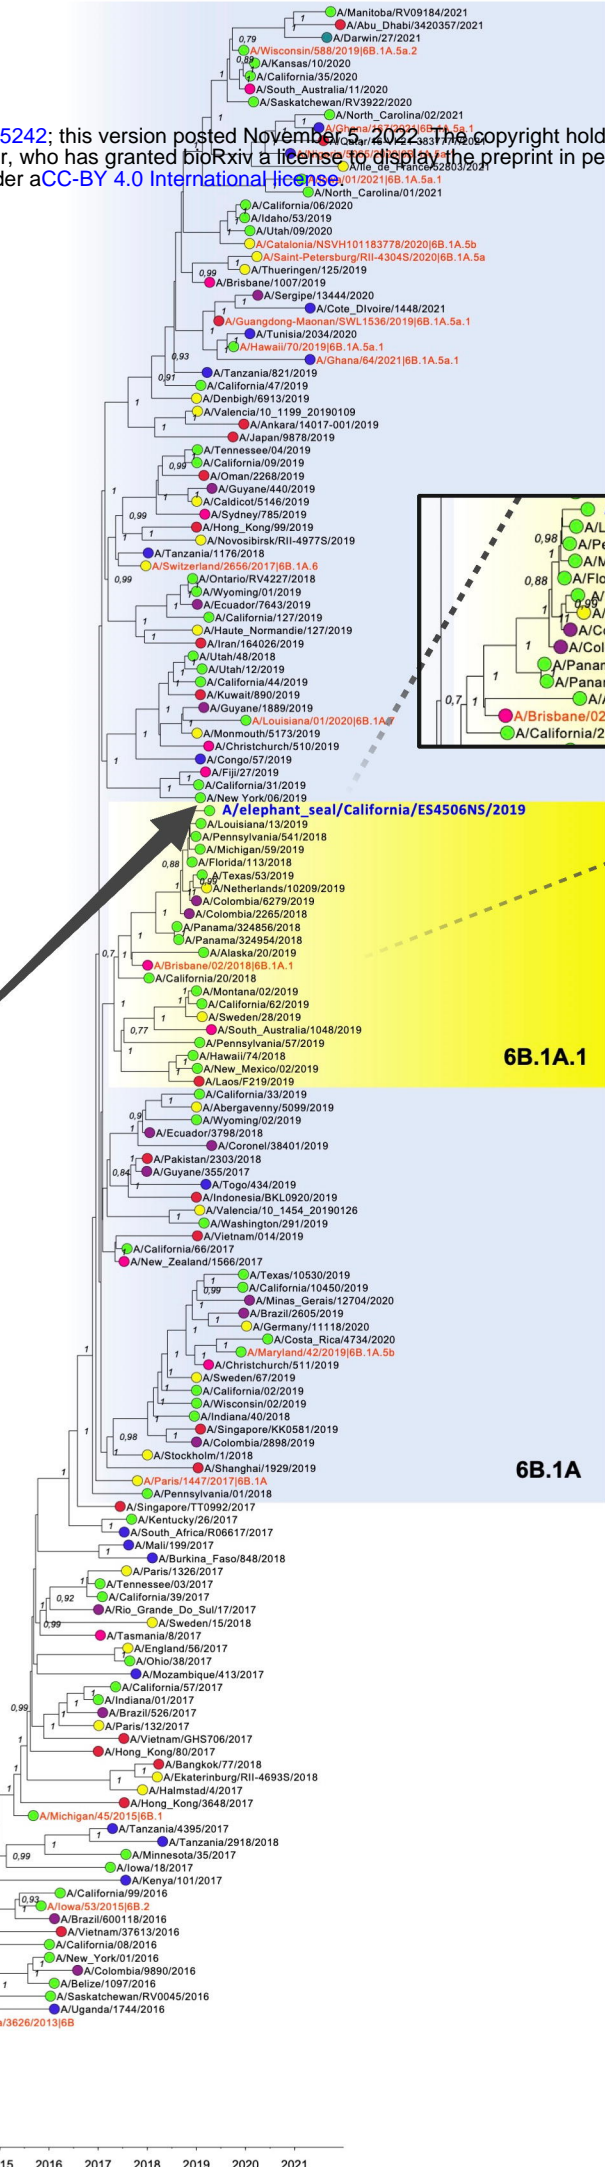 A/Manitoba/RV09184/2021
A/Abu_Dhabi/3420357/2021
A/Darwin/27/2021
A/Wisconsin/588/2019|6B.1A.5a.2
A/Kansas/10/2020
A/California/35/2020
A/South_Australia/11/2020
A/Saskatchewan/RV3922/2020
A/North_Carolina/02/2021
5242; this version posted November 5, 2022. The copyright hold
r, who has granted bioRxiv a license to display the preprint in pe
der aCC-BY 4.0 International license.
A/North_Carolina/01/2021
A/California/06/2020
A/Idaho/53/2019
A/Utah/09/2020
A/Catalonia/NSVH101183778/2020|6B.1A.5b
A/Saint-Petersburg/RII-4304S/2020|6B.1A.5a
A/Thueringen/125/2019
A/Brisbane/1007/2019
A/Sergipe/13444/2020
A/Cote_DIvoire/1448/2021
A/Guangdong-Maonan/SWL1536/2019|6B.1A.5a.1
A/Tunisia/2034/2020
A/Hawaii/70/2019|6B.1A.5a.1
A/Ghana/64/2021|6B.1A.5a.1
A/Tanzania/821/2019
A/California/47/2019
A/Denbigh/6913/2019
A/Valencia/10_1199_20190109
A/Ankara/14017-001/2019
A/Japan/9878/2019
A/Tennessee/04/2019
A/California/09/2019
A/Oman/2268/2019
A/Guyane/440/2019
A/Caldicot/5146/2019
A/Sydney/785/2019
A/Hong_Kong/99/2019
A/Novosibirsk/RII-4977S/2019
A/Tanzania/1176/2018
A/Switzerland/2656/2017|6B.1A.6
A/Ontario/RV4227/2018
A/Wyoming/01/2019
A/Ecuador/7643/2019
A/California/127/2019
A/Haute_Normandie/127/2019
A/Iran/164026/2019
A/Utah/48/2018
A/Utah/12/2019
A/California/44/2019
A/Kuwait/890/2019
A/Guyane/1889/2019
A/Louisiana/01/2020|6B.1A.7
A/Monmouth/5173/2019
A/Christchurch/510/2019
A/Congo/57/2019
A/Fiji/27/2019
A/California/31/2019
A/New York/06/2019
A/elephant_seal/California/ES4506NS/2019
A/Louisiana/13/2019
A/Pennsylvania/541/2018
A/Michigan/59/2019
A/Florida/113/2018
A/Texas/53/2019
A/Netherlands/10209/2019
A/Colombia/6279/2019
A/Colombia/2265/2018
A/Panama/324856/2018
A/Panama/324954/2018
A/Alaska/20/2019
A/Brisbane/02/2018|6B.1A.1
A/California/20/2018
A/Montana/02/2019
A/California/62/2019
A/Sweden/28/2019
A/South_Australia/1048/2019
A/Pennsylvania/57/2019
A/Hawaii/74/2018
6B.1A.1
A/New_Mexico/02/2019
A/Laos/F219/2019
A/California/33/2019
A/Abergavenny/5099/2019
A/Wyoming/02/2019
A/Ecuador/3798/2018
A/Coronel/38401/2019
A/Pakistan/2303/2018
A/Guyane/355/2017
A/Togo/434/2019
A/Indonesia/BKL0920/2019
A/Valencia/10_1454_20190126
A/Washington/291/2019
A/Vietnam/014/2019
A/California/66/2017
A/New_Zealand/1566/2017
A/Texas/10530/2019
A/California/10450/2019
A/Minas_Gerais/12704/2020
A/Brazil/2605/2019
A/Germany/11118/2020
A/Costa_Rica/4734/2020
A/Maryland/42/2019|6B.1A.5b
A/Christchurch/511/2019
A/Sweden/67/2019
A/California/02/2019
A/Wisconsin/02/2019
A/Indiana/40/2018
A/Singapore/KK0581/2019
A/Colombia/2898/2019
A/Stockholm/1/2018
A/Shanghai/1929/2019
6B.1A
A/Paris/1447/2017|6B.1A
A/Pennsylvania/01/2018
A/Singapore/TT0992/2017
A/Kentucky/26/2017
A/South_Africa/R06617/2017
A/Mali/199/2017
A/Burkina_Faso/848/2018
A/Paris/1326/2017
A/Tennessee/03/2017
A/California/39/2017
A/Rio_Grande_Do_Sul/17/2017
A/Sweden/15/2018
A/Tasmania/8/2017
A/England/56/2017
A/Ohio/38/2017
A/Mozambique/413/2017
A/California/57/2017
A/Indiana/01/2017
A/Brazil/526/2017
A/Paris/132/2017
A/Vietnam/GHS706/2017
A/Hong_Kong/80/2017
A/Bangkok/77/2018
A/Ekaterinburg/RII-4693S/2018
A/Halmstad/4/2017
A/Hong_Kong/3648/2017
A/Michigan/45/2015|6B.1
A/Tanzania/4395/2017
A/Tanzania/2918/2018
A/Minnesota/35/2017
A/Iowa/18/2017
A/Kenya/101/2017
A/California/99/2016
A/Iowa/53/2015|6B.2
A/Brazil/600118/2016
A/Vietnam/37613/2016
A/California/08/2016
A/New_York/01/2016
A/Colombia/9890/2016
A/Belize/1097/2016
A/Saskatchewan/RV0045/2016
A/Uganda/1744/2016
a/3626/2013|6B
15 2016 2017 2018 2019 2020 2021